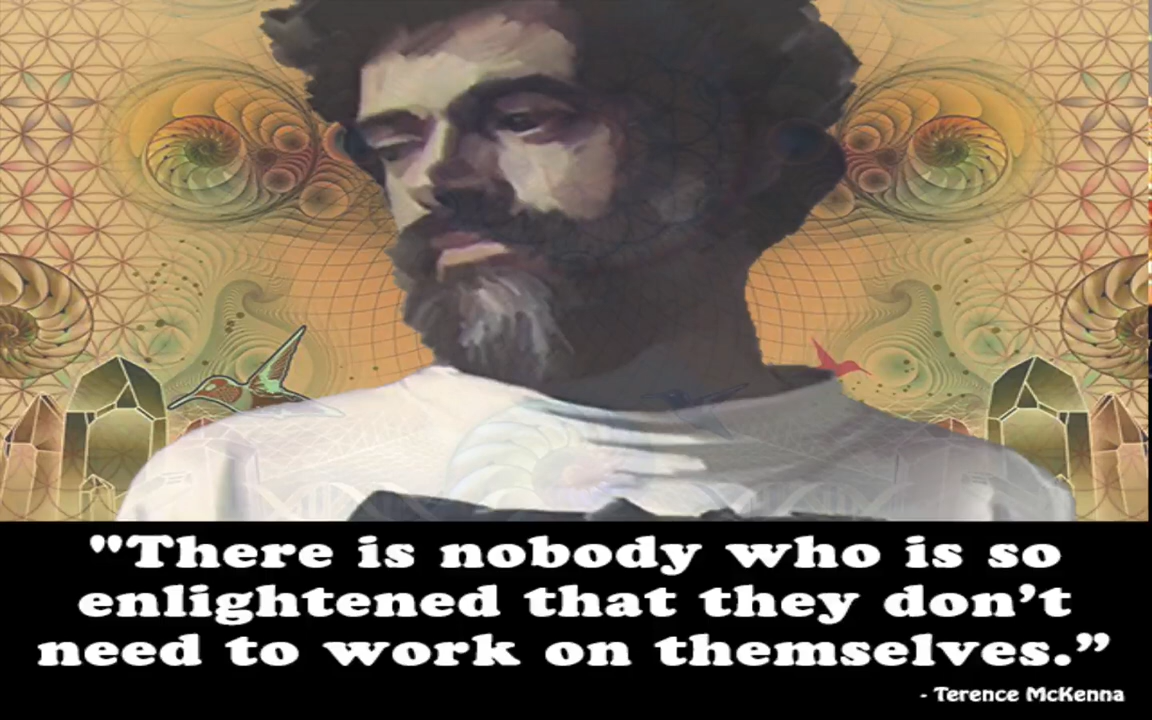 "There is nobody who is so
enlightened that they don’t
need to work on themselves.”
- Terence McKenna